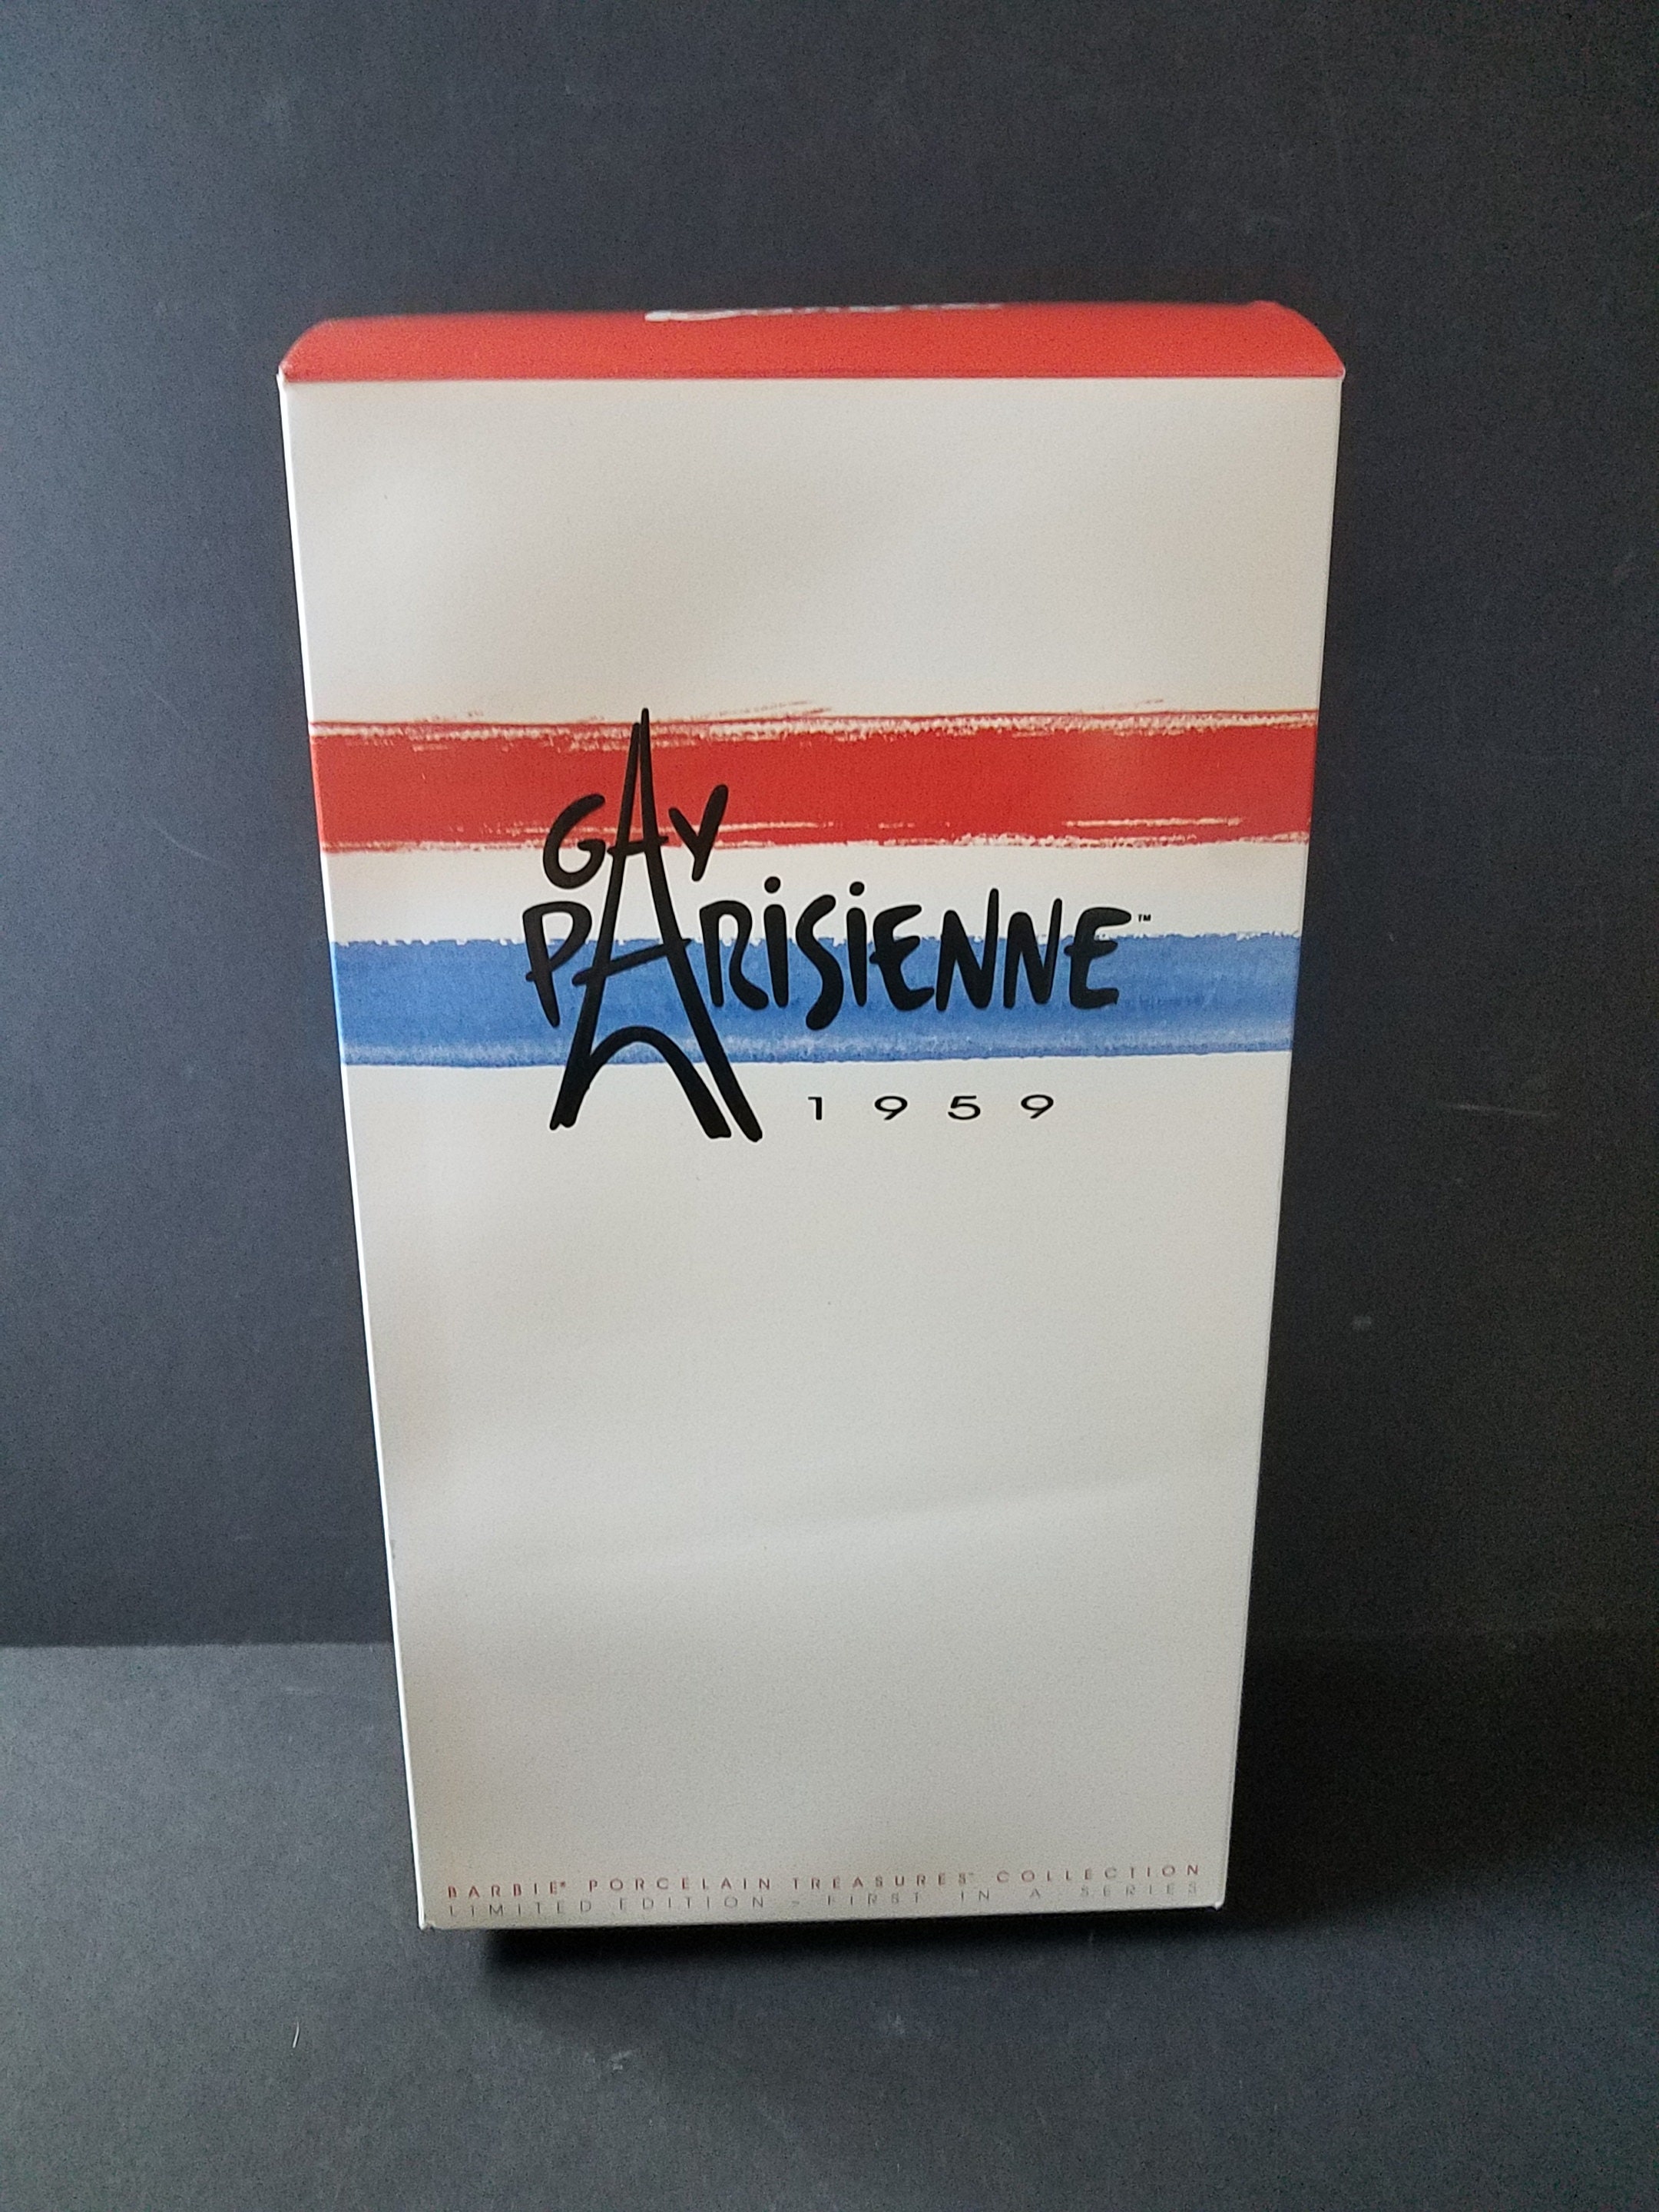 GAY
PARISIENNE™
1959
BARBIE® PORCELAIN TREASURES™ COLLECTION
LIMITED EDITION - FIRST IN A SERIES